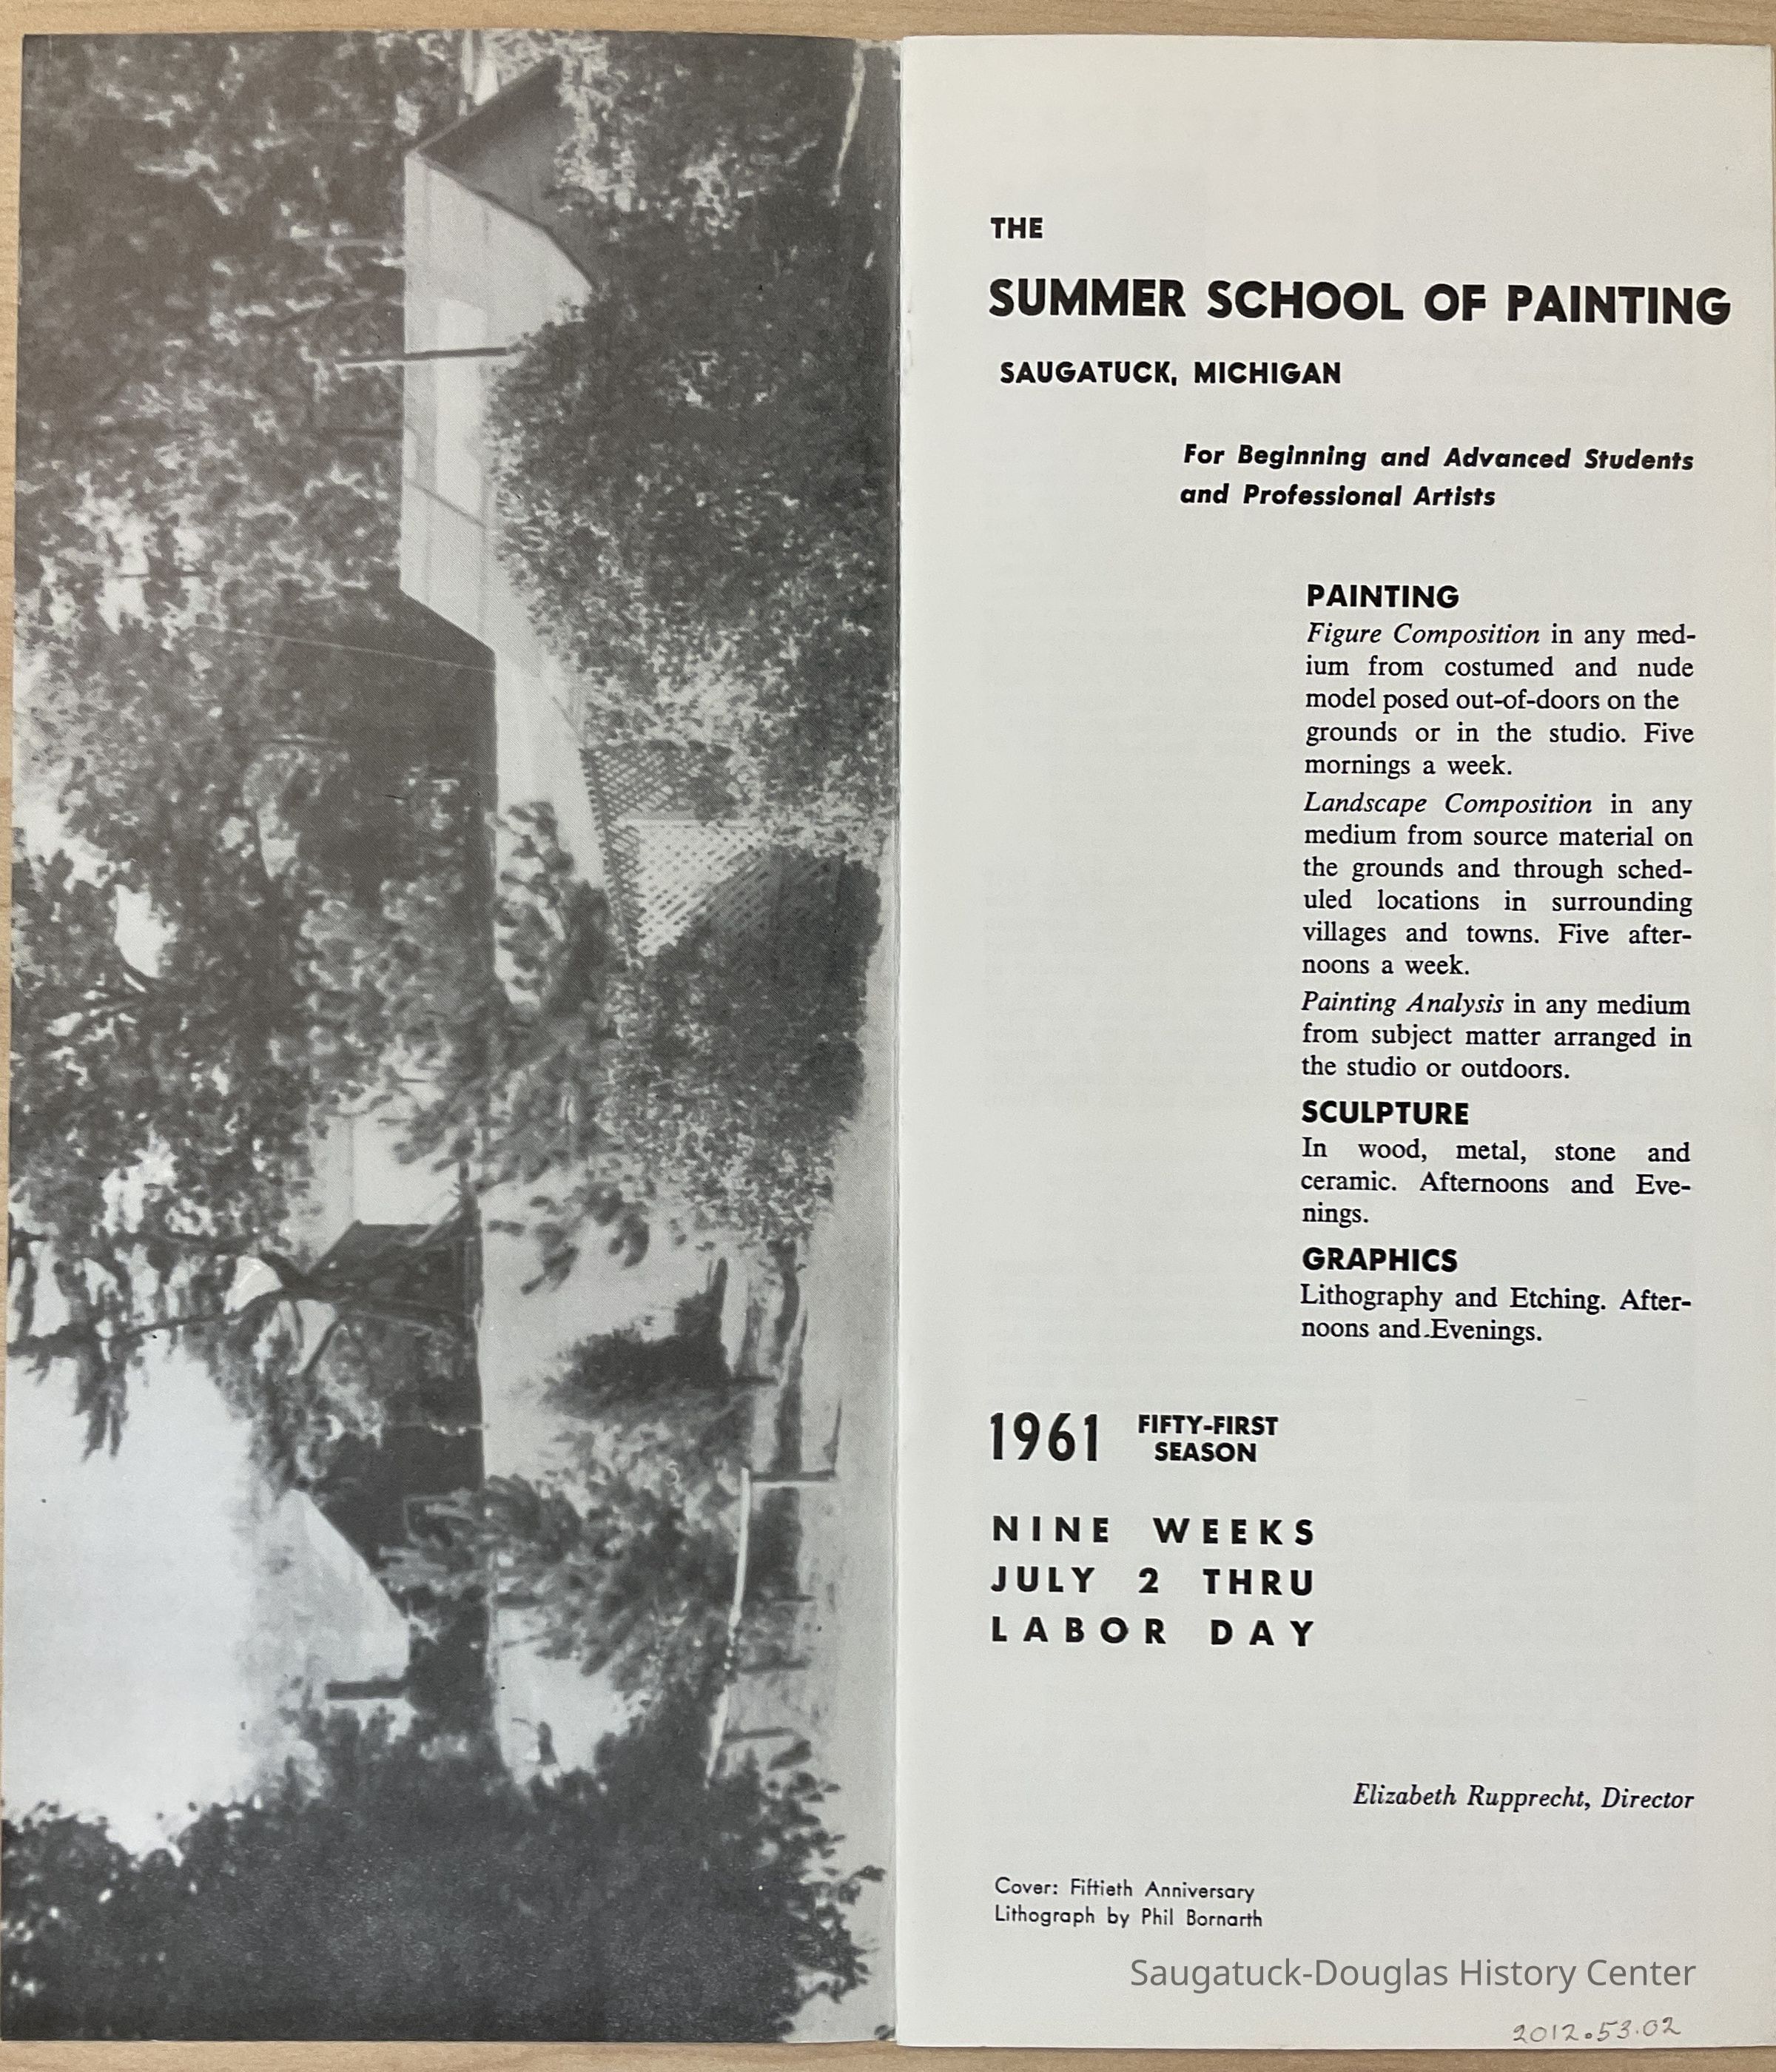 THE
SUMMER SCHOOL OF PAINTING
SAUGATUCK, MICHIGAN
For Beginning and Advanced Students
and Professional Artists
PAINTING
Figure Composition in any med-
ium from costumed and nude
model posed out-of-doors on the
grounds or in the studio. Five
mornings a week.
Landscape Composition in any
medium from source material on
the grounds and through sched-
uled locations in surrounding
villages and towns. Five after-
noons a week.
Painting Analysis in any medium
from subject matter arranged in
the studio or outdoors.
SCULPTURE
In wood, metal, stone and
ceramic. Afternoons and Eve-
nings.
GRAPHICS
Lithography and Etching. After-
noons and Evenings.
1961 FIFTY-FIRST
SEASON
NINE WEEKS
JULY 2 THRU
LABOR DAY
Elizabeth Rupprecht, Director
Cover: Fiftieth Anniversary
Lithograph by Phil Bornarth
Saugatuck-Douglas History Center
2012.53.02